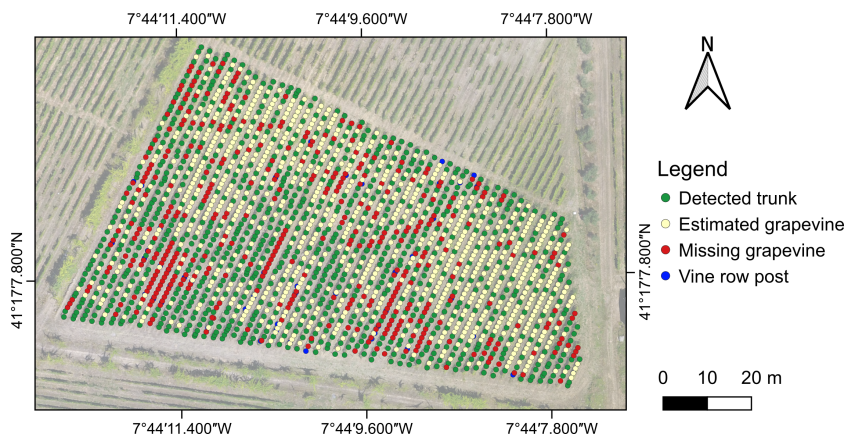 7°44′11.400″W 7°44′9.600″W 7°44′7.800″W
N
Legend
Detected trunk
Estimated grapevine
Missing grapevine
Vine row post
41°17′7.800″N
41°17′7.800″N
0 10 20 m
7°44′11.400″W 7°44′9.600″W 7°44′7.800″W